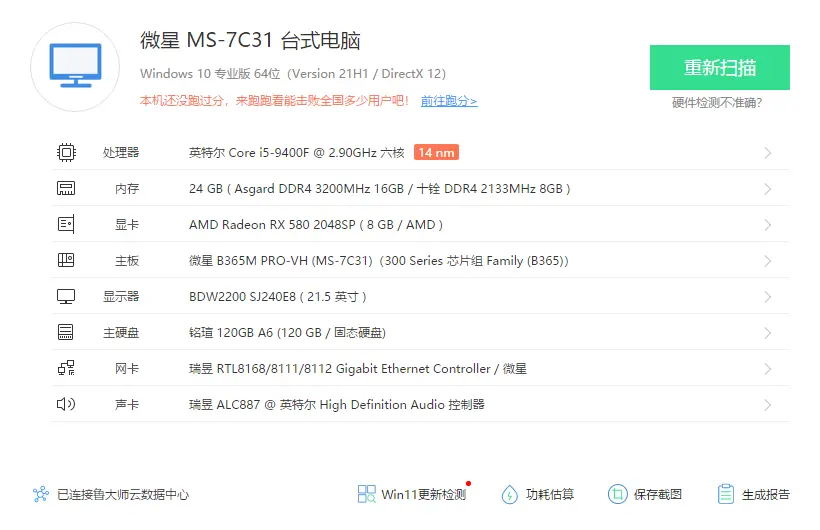 微星 MS-7C31 台式电脑
Windows 10 专业版 64位（Version 21H1 / DirectX 12）
本机还没跑过分，来跑跑看能击败全国多少用户吧！ 前往跑分>
重新扫描
硬件检测不准确?
处理器 英特尔 Core i5-9400F @ 2.90GHz 六核 14 nm
内存 24 GB ( Asgard DDR4 3200MHz 16GB / 十铨 DDR4 2133MHz 8GB )
显卡 AMD Radeon RX 580 2048SP ( 8 GB / AMD )
主板 微星 B365M PRO-VH (MS-7C31)（300 Series 芯片组 Family (B365)）
显示器 BDW2200 SJ240E8 ( 21.5 英寸 )
主硬盘 铭瑄 120GB A6 (120 GB / 固态硬盘)
网卡 瑞昱 RTL8168/8111/8112 Gigabit Ethernet Controller / 微星
声卡 瑞昱 ALC887 @ 英特尔 High Definition Audio 控制器
已连接鲁大师云数据中心 Win11更新检测 功耗估算 保存截图 生成报告